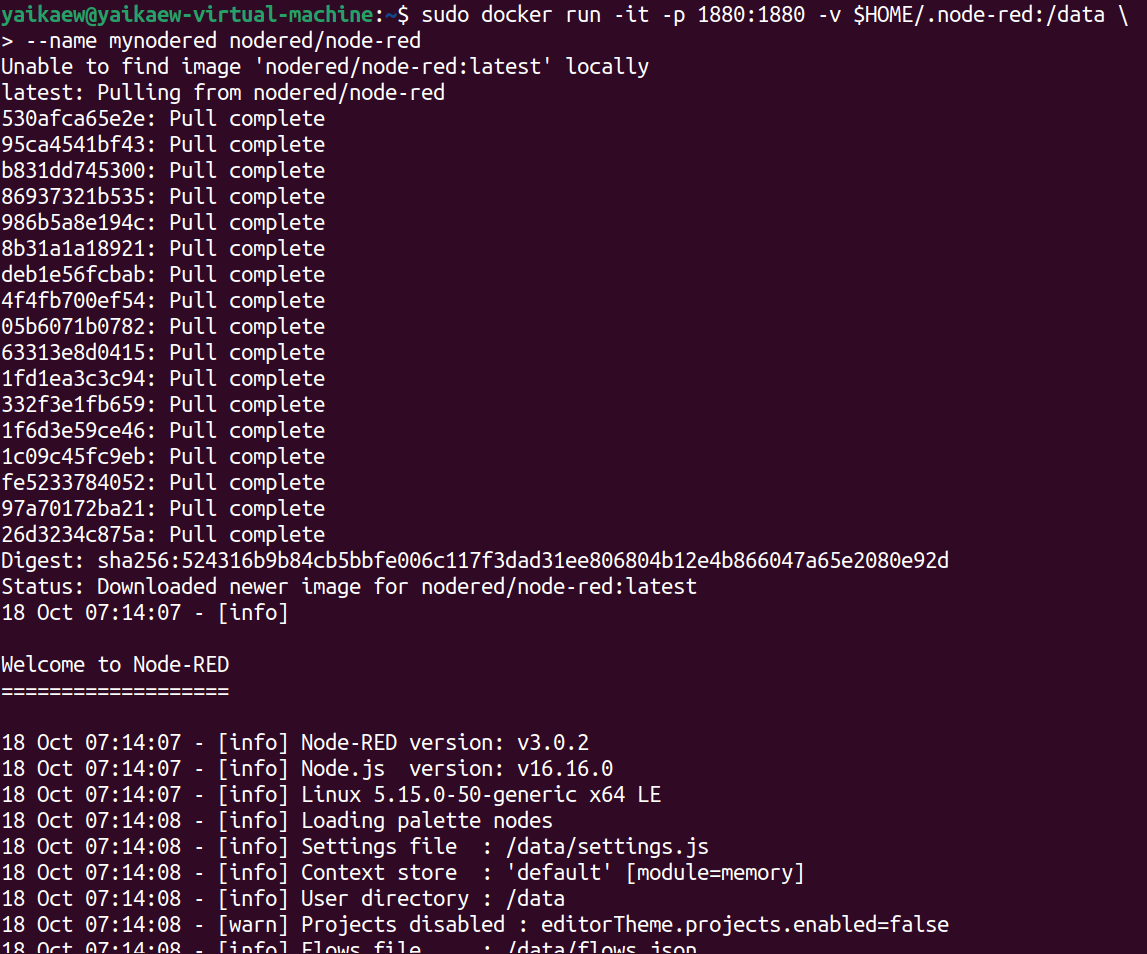 yaikaew@yaikaew-virtual-machine:~$ sudo docker run -it -p 1880:1880 -v $HOME/.node-red:/data \
> --name mynodered nodered/node-red
Unable to find image 'nodered/node-red:latest' locally
latest: Pulling from nodered/node-red
530afca65e2e: Pull complete
95ca4541bf43: Pull complete
b831dd745300: Pull complete
86937321b535: Pull complete
986b5a8e194c: Pull complete
8b31a1a18921: Pull complete
deb1e56fcbab: Pull complete
4f4fb700ef54: Pull complete
05b6071b0782: Pull complete
63313e8d0415: Pull complete
1fd1ea3c3c94: Pull complete
332f3e1fb659: Pull complete
1f6d3e59ce46: Pull complete
1c09c45fc9eb: Pull complete
fe5233784052: Pull complete
97a70172ba21: Pull complete
26d3234c875a: Pull complete
Digest: sha256:524316b9b84cb5bbfe006c117f3dad31ee806804b12e4b866047a65e2080e92d
Status: Downloaded newer image for nodered/node-red:latest
18 Oct 07:14:07 - [info]
Welcome to Node-RED
===================
18 Oct 07:14:07 - [info] Node-RED version: v3.0.2
18 Oct 07:14:07 - [info] Node.js  version: v16.16.0
18 Oct 07:14:07 - [info] Linux 5.15.0-50-generic x64 LE
18 Oct 07:14:08 - [info] Loading palette nodes
18 Oct 07:14:08 - [info] Settings file  : /data/settings.js
18 Oct 07:14:08 - [info] Context store  : 'default' [module=memory]
18 Oct 07:14:08 - [info] User directory : /data
18 Oct 07:14:08 - [warn] Projects disabled : editorTheme.projects.enabled=false
18 Oct 07:14:08 - [info] Flows file     : /data/flows.json